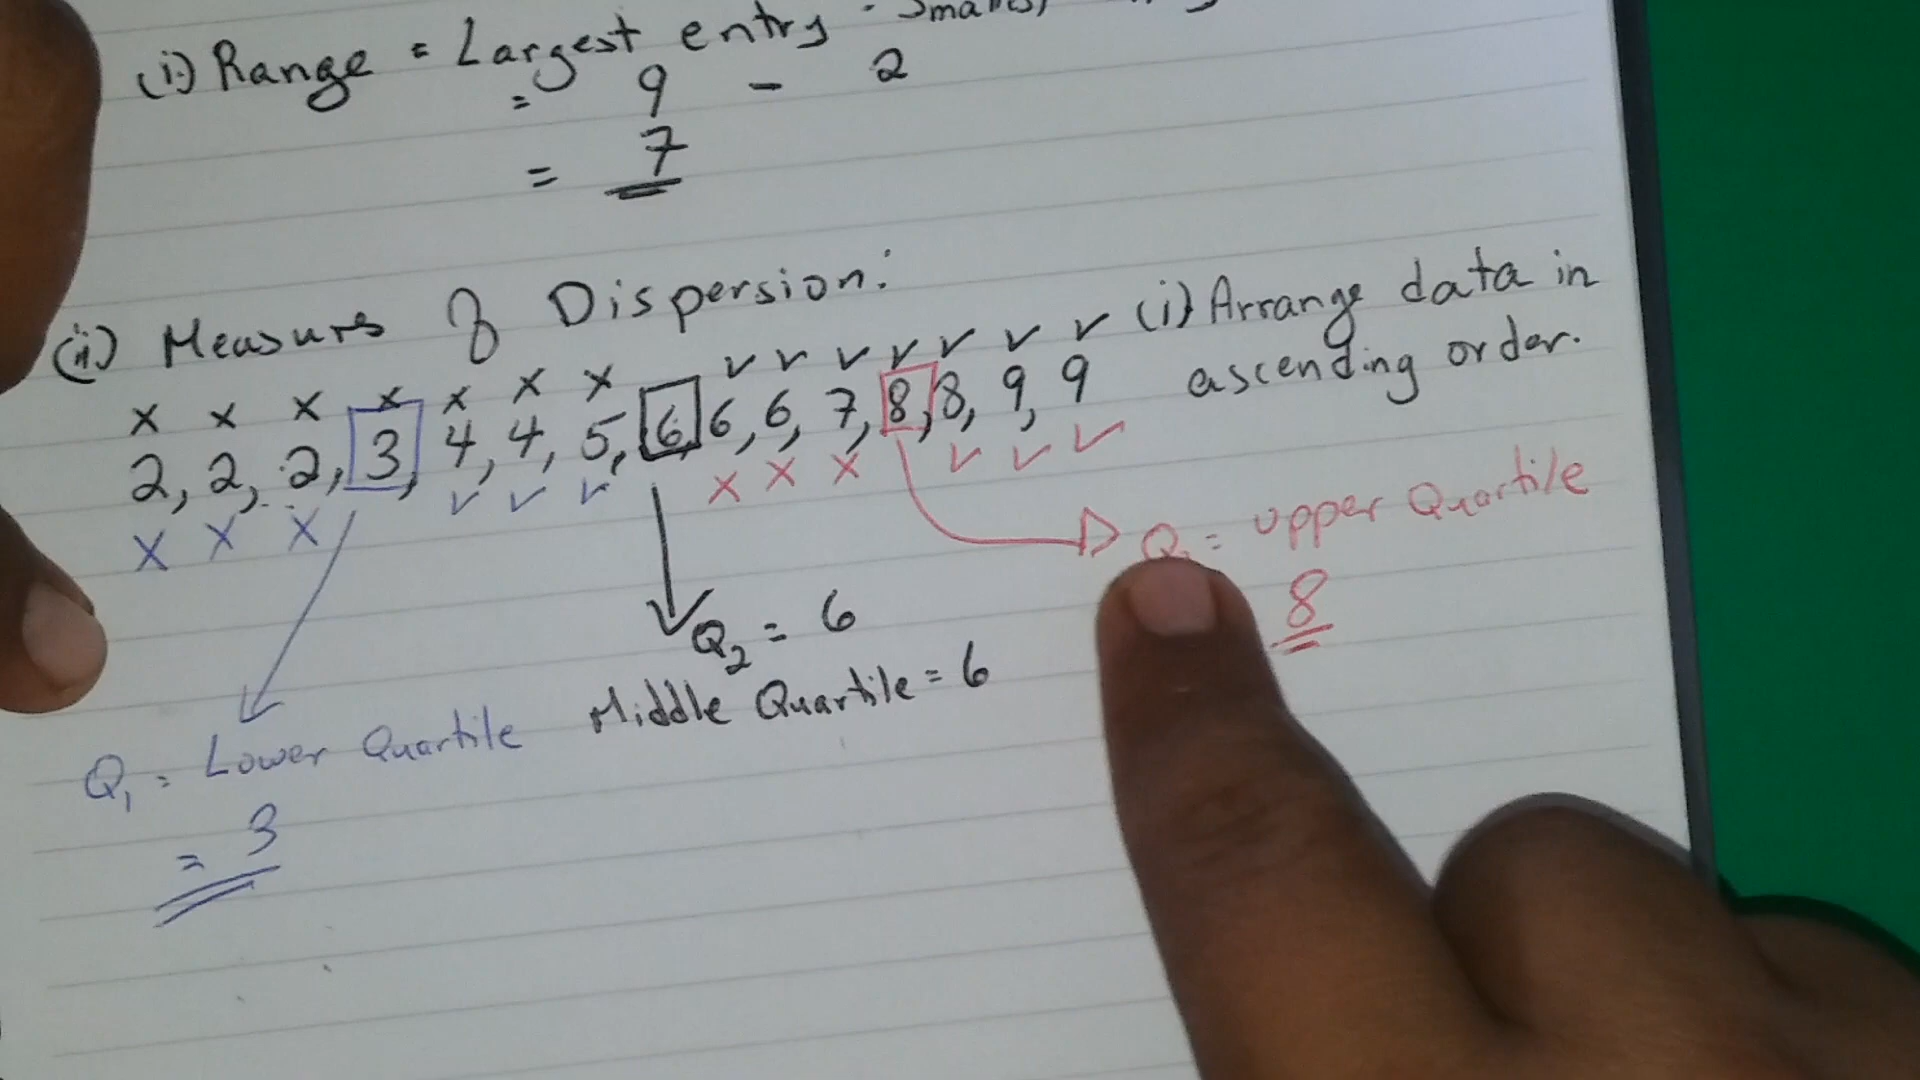 (i) Range = Largest entry -
= 9 - 2
= 7
(ii) Measures of Dispersion:
(i) Arrange data in
ascending order.
x x x x x x x ✓ ✓ ✓ ✓ ✓ ✓ ✓
2, 2, 2, 3, 4, 4, 5, 6, 6, 6, 7, 8, 8, 9, 9
x x x ✓ ✓ ✓ x x x ✓ ✓ ✓
Q = upper Quartile
8
Q2 = 6
Middle Quartile = 6
Q1 = Lower Quartile
= 3